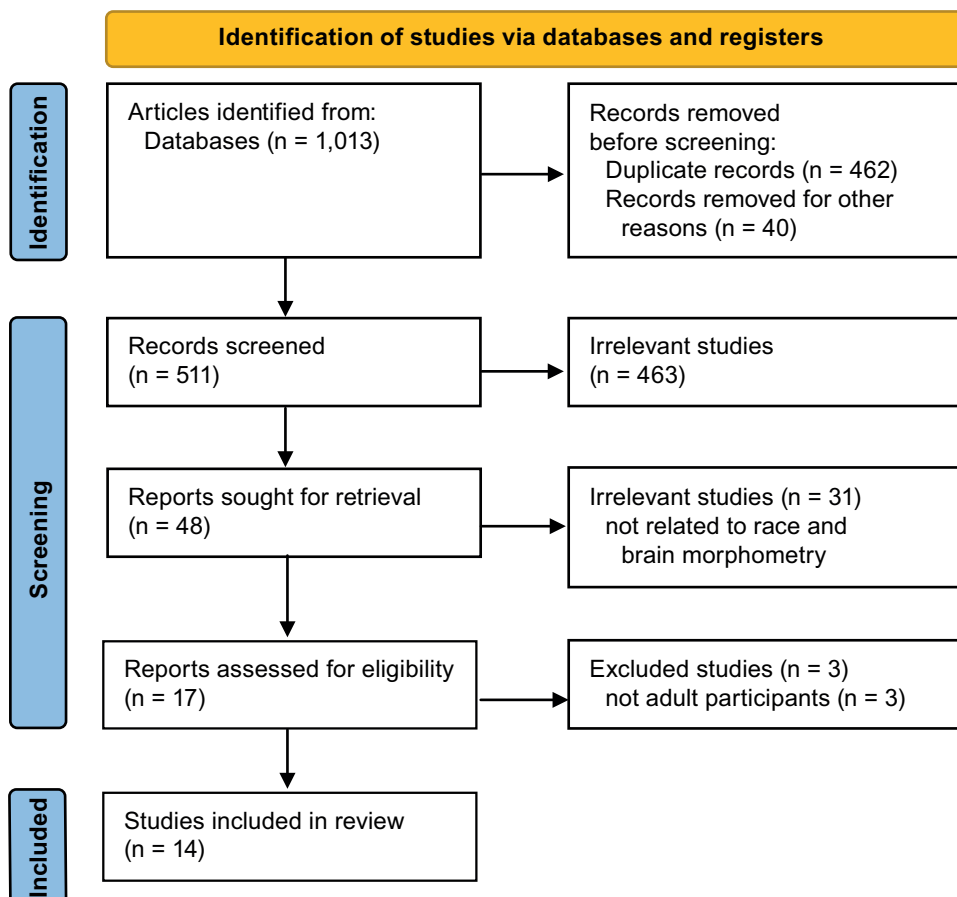 Identification of studies via databases and registers
Identification
Articles identified from:
Databases (n = 1,013)
Records removed
before screening:
Duplicate records (n = 462)
Records removed for other
reasons (n = 40)
Screening
Records screened
(n = 511)
Irrelevant studies
(n = 463)
Reports sought for retrieval
(n = 48)
Irrelevant studies (n = 31)
not related to race and
brain morphometry
Reports assessed for eligibility
(n = 17)
Excluded studies (n = 3)
not adult participants (n = 3)
Included
Studies included in review
(n = 14)